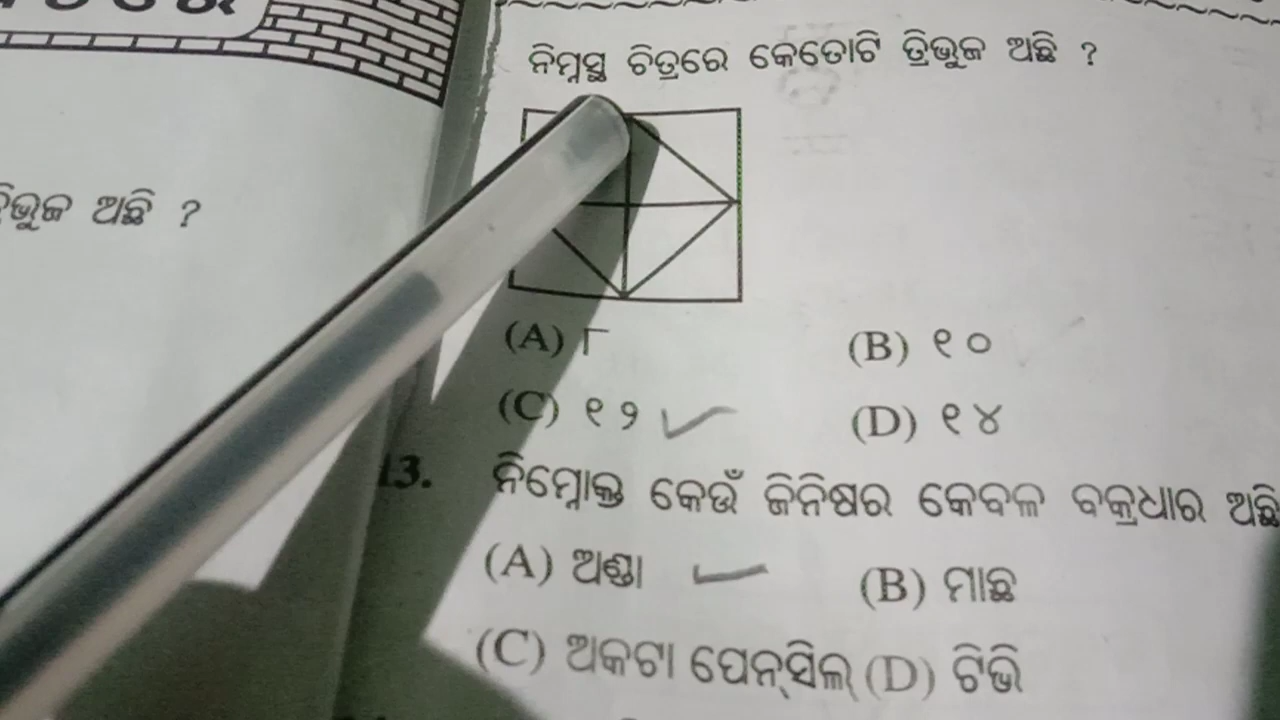 ନିମ୍ନସ୍ଥ ଚିତ୍ରରେ କେତୋଟି ତ୍ରିଭୁଜ ଅଛି ?
ଅଛି ?
(A) ୮ (B) ୧୦
(C) ୧୨ (D) ୧୪
13. ନିମ୍ନୋକ୍ତ କେଉଁ ଜିନିଷର କେବଳ ବକ୍ରଧାର ଅଛି
(A) ଅଣ୍ଡା (B) ମାଛ
(C) ଅକଟା ପେନ୍‌ସିଲ୍ (D) ଟିଭି